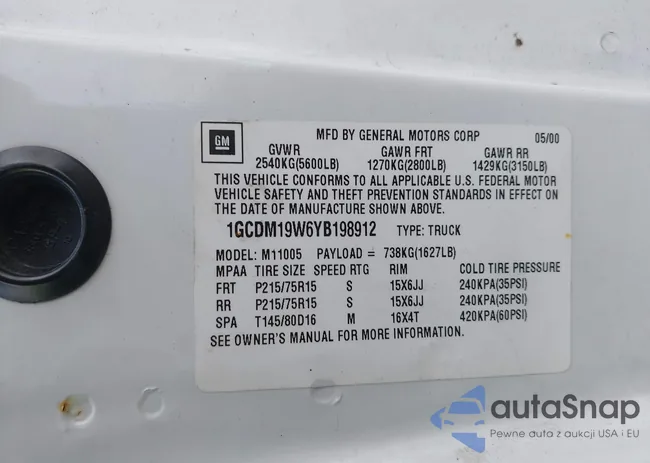 GM
MFD BY GENERAL MOTORS CORP 05/00
GVWR GAWR FRT GAWR RR
2540KG(5600LB) 1270KG(2800LB) 1429KG(3150LB)
THIS VEHICLE CONFORMS TO ALL APPLICABLE U.S. FEDERAL MOTOR
VEHICLE SAFETY AND THEFT PREVENTION STANDARDS IN EFFECT ON
THE DATE OF MANUFACTURE SHOWN ABOVE.
1GCDM19W6YB198912 TYPE: TRUCK
MODEL: M11005 PAYLOAD = 738KG(1627LB)
MPAA TIRE SIZE SPEED RTG RIM COLD TIRE PRESSURE
FRT P215/75R15 S 15X6JJ 240KPA(35PSI)
RR P215/75R15 S 15X6JJ 240KPA(35PSI)
SPA T145/80D16 M 16X4T 420KPA(60PSI)
SEE OWNER'S MANUAL FOR MORE INFORMATION.
autaSnap
Pewne auta z aukcji USA i EU